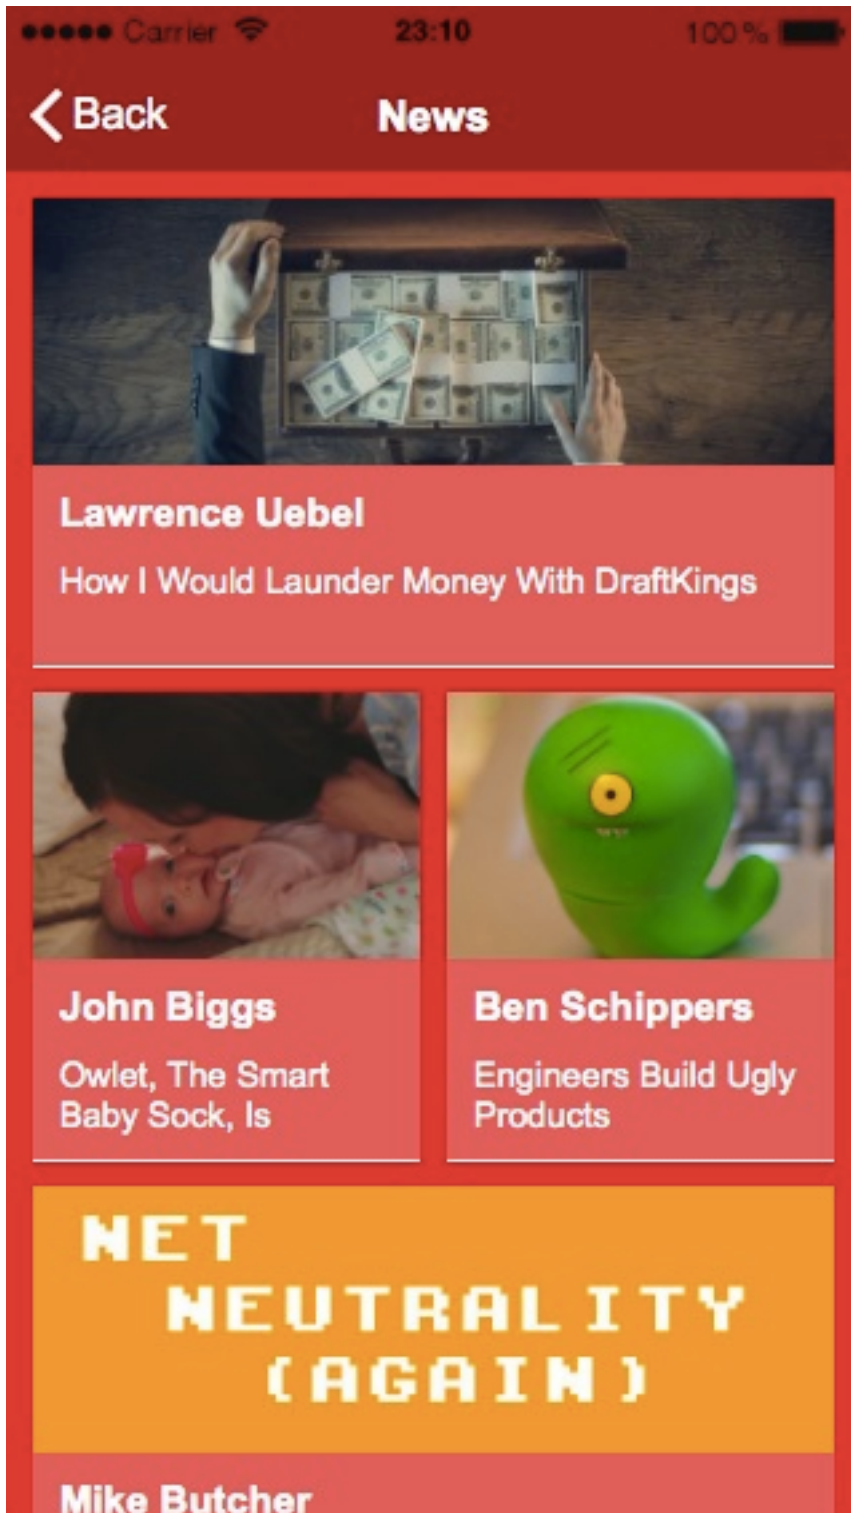 Carrier 23:10 100 %
Back News
Lawrence Uebel
How I Would Launder Money With DraftKings
John Biggs
Owlet, The Smart
Baby Sock, Is
Ben Schippers
Engineers Build Ugly
Products
NET
NEUTRALITY
(AGAIN)
Mike Butcher